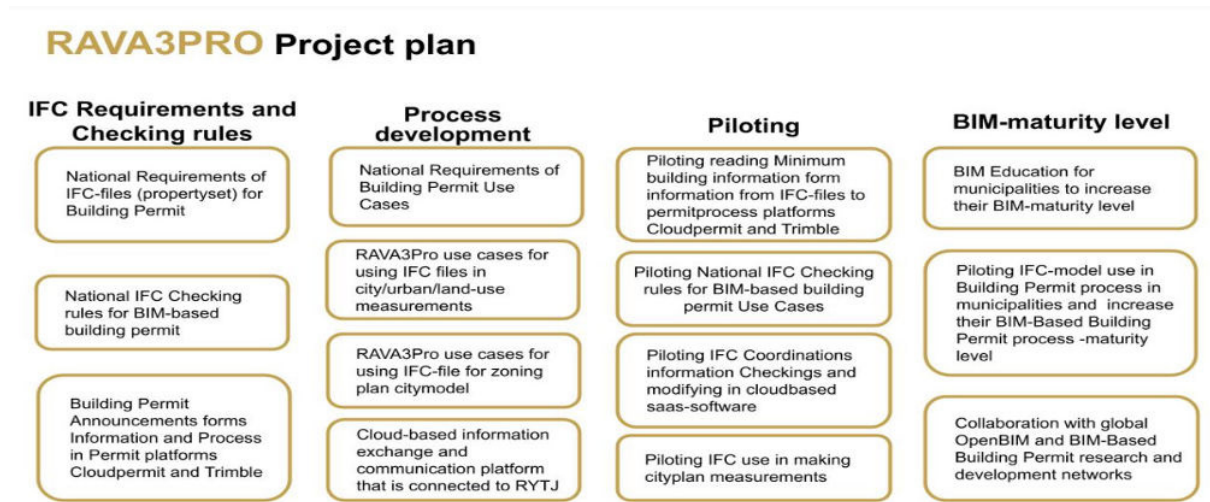 RAVA3PRO Project plan
IFC Requirements and
Checking rules
National Requirements of
IFC-files (propertyset) for
Building Permit
National IFC Checking
rules for BIM-based
building permit
Building Permit
Announcements forms
Information and Process
in Permit platforms
Cloudpermit and Trimble
Process
development
National Requirements of
Building Permit Use
Cases
RAVA3Pro use cases for
using IFC files in
city/urban/land-use
measurements
RAVA3Pro use cases for
using IFC-file for zoning
plan citymodel
Cloud-based information
exchange and
communication platform
that is connected to RYTJ
Piloting
Piloting reading Minimum
building information form
information from IFC-files to
permitprocess platforms
Cloudpermit and Trimble
Piloting National IFC Checking
rules for BIM-based building
permit Use Cases
Piloting IFC Coordinations
information Checkings and
modifying in cloudbased
saas-software
Piloting IFC use in making
cityplan measurements
BIM-maturity level
BIM Education for
municipalities to increase
their BIM-maturity level
Piloting IFC-model use in
Building Permit process in
municipalities and increase
their BIM-Based Building
Permit process -maturity
level
Collaboration with global
OpenBIM and BIM-Based
Building Permit research and
development networks